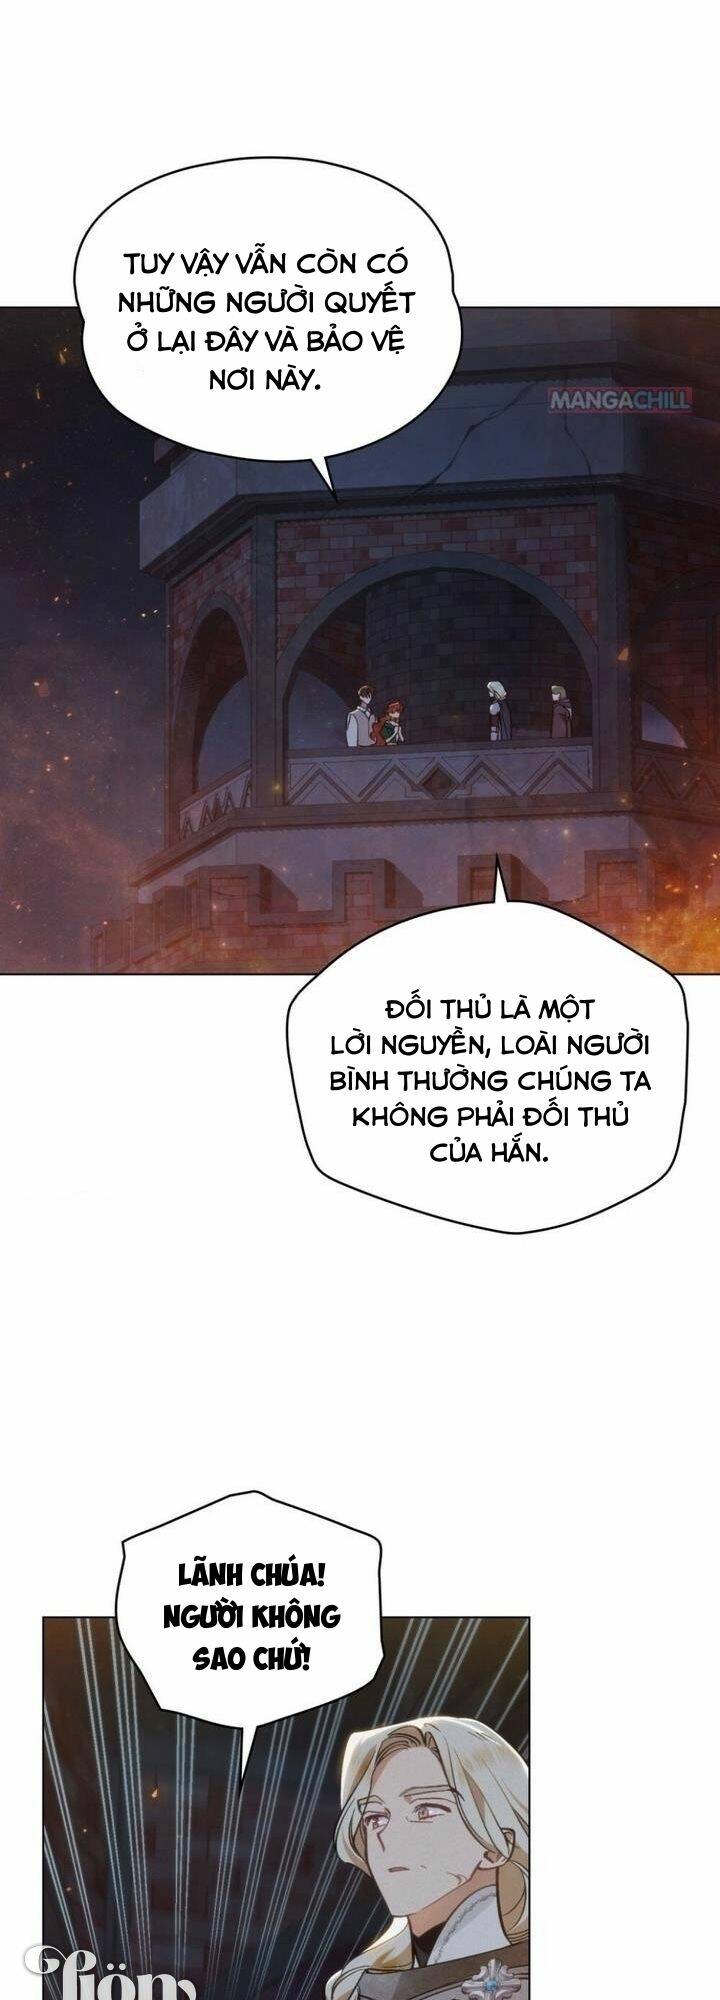 TUY VẬY VẪN CÒN CÓ
NHỮNG NGƯỜI QUYẾT
Ở LẠI ĐÂY VÀ BẢO VỆ
NƠI NÀY.
MANGACHILL
ĐỐI THỦ LÀ MỘT
LỜI NGUYỀN, LOÀI NGƯỜI
BÌNH THƯỜNG CHÚNG TA
KHÔNG PHẢI ĐỐI THỦ
CỦA HẮN.
LÃNH CHÚA!
NGƯỜI KHÔNG
SAO CHỨ!